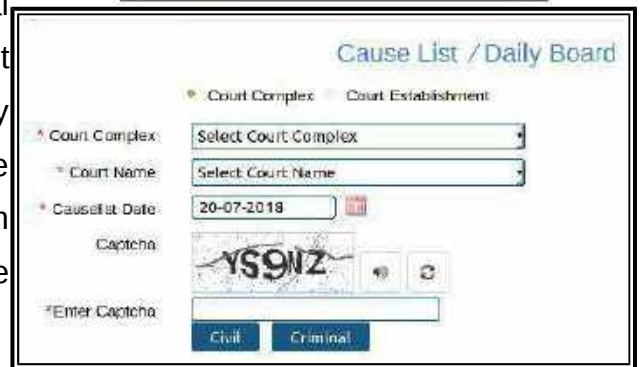 Cause List / Daily Board
Court Complex Court Establishment
* Court Complex Select Court Complex
* Court Name Select Court Name
* Causelist Date 20-07-2018
Captcha YS9NZ
*Enter Captcha
Civil Criminal